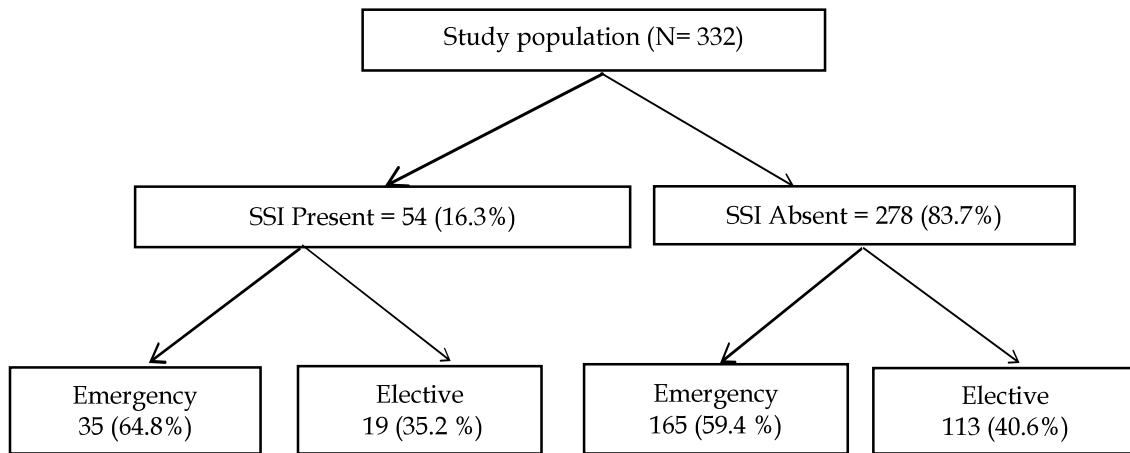 Study population (N= 332)
SSI Present = 54 (16.3%)
SSI Absent = 278 (83.7%)
Emergency
35 (64.8%)
Elective
19 (35.2 %)
Emergency
165 (59.4 %)
Elective
113 (40.6%)